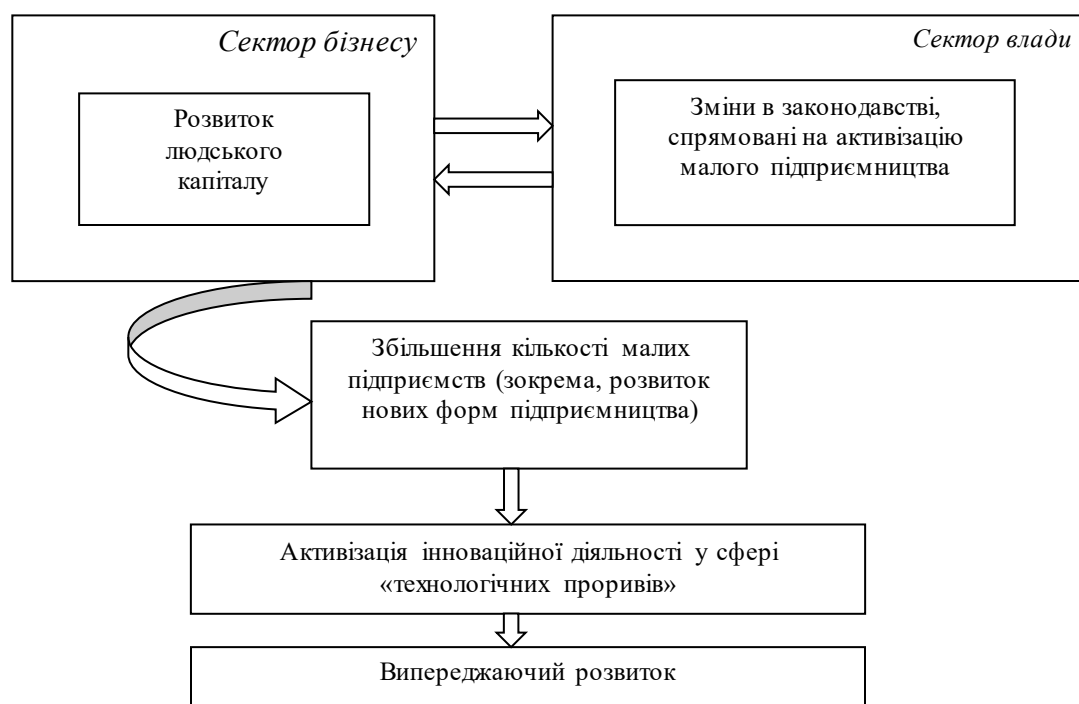 Сектор бізнесу
Розвиток
людського
капіталу
Сектор влади
Зміни в законодавстві,
спрямовані на активізацію
малого підприємництва
Збільшення кількості малих
підприємств (зокрема, розвиток
нових форм підприємництва)
Активізація інноваційної діяльності у сфері
«технологічних проривів»
Випереджаючий розвиток